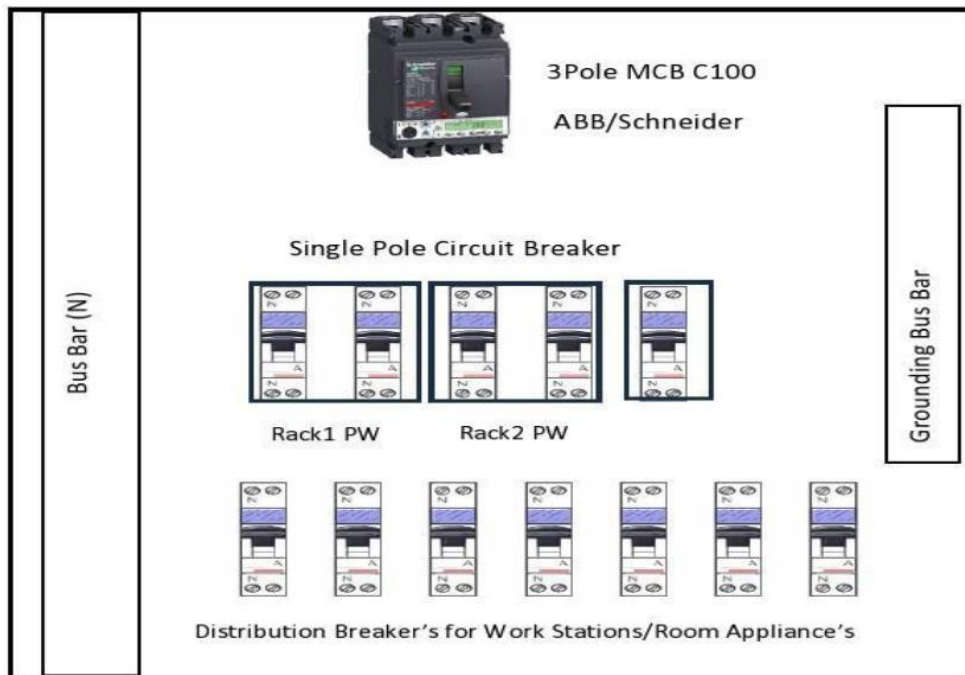 3Pole MCB C100
ABB/Schneider
Single Pole Circuit Breaker
Bus Bar (N)
Grounding Bus Bar
Rack1 PW
Rack2 PW
Distribution Breaker's for Work Stations/Room Appliance's